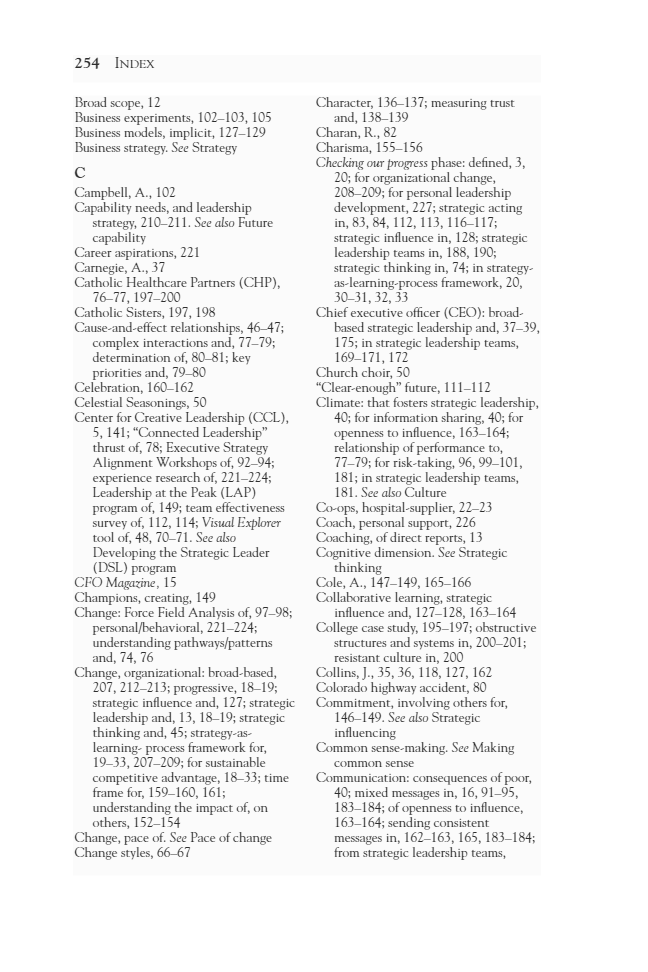 254 INDEX
Broad scope, 12
Business experiments, 102–103, 105
Business models, implicit, 127–129
Business strategy. See Strategy
C
Campbell, A., 102
Capability needs, and leadership
strategy, 210–211. See also Future
capability
Career aspirations, 221
Carnegie, A., 37
Catholic Healthcare Partners (CHP),
76–77, 197–200
Catholic Sisters, 197, 198
Cause-and-effect relationships, 46–47;
complex interactions and, 77–79;
determination of, 80–81; key
priorities and, 79–80
Celebration, 160–162
Celestial Seasonings, 50
Center for Creative Leadership (CCL),
5, 141; “Connected Leadership”
thrust of, 78; Executive Strategy
Alignment Workshops of, 92–94;
experience research of, 221–224;
Leadership at the Peak (LAP)
program of, 149; team effectiveness
survey of, 112, 114; Visual Explorer
tool of, 48, 70–71. See also
Developing the Strategic Leader
(DSL) program
CFO Magazine, 15
Champions, creating, 149
Change: Force Field Analysis of, 97–98;
personal/behavioral, 221–224;
understanding pathways/patterns
and, 74, 76
Change, organizational: broad-based,
207, 212–213; progressive, 18–19;
strategic influence and, 127; strategic
leadership and, 13, 18–19; strategic
thinking and, 45; strategy-as-
learning- process framework for,
19–33, 207–209; for sustainable
competitive advantage, 18–33; time
frame for, 159–160, 161;
understanding the impact of, on
others, 152–154
Change, pace of. See Pace of change
Change styles, 66–67
Character, 136–137; measuring trust
and, 138–139
Charan, R., 82
Charisma, 155–156
Checking our progress phase: defined, 3,
20; for organizational change,
208–209; for personal leadership
development, 227; strategic acting
in, 83, 84, 112, 113, 116–117;
strategic influence in, 128; strategic
leadership teams in, 188, 190;
strategic thinking in, 74; in strategy-
as-learning-process framework, 20,
30–31, 32, 33
Chief executive officer (CEO): broad-
based strategic leadership and, 37–39,
175; in strategic leadership teams,
169–171, 172
Church choir, 50
“Clear-enough” future, 111–112
Climate: that fosters strategic leadership,
40; for information sharing, 40; for
openness to influence, 163–164;
relationship of performance to,
77–79; for risk-taking, 96, 99–101,
181; in strategic leadership teams,
181. See also Culture
Co-ops, hospital-supplier, 22–23
Coach, personal support, 226
Coaching, of direct reports, 13
Cognitive dimension. See Strategic
thinking
Cole, A., 147–149, 165–166
Collaborative learning, strategic
influence and, 127–128, 163–164
College case study, 195–197; obstructive
structures and systems in, 200–201;
resistant culture in, 200
Collins, J., 35, 36, 118, 127, 162
Colorado highway accident, 80
Commitment, involving others for,
146–149. See also Strategic
influencing
Common sense-making. See Making
common sense
Communication: consequences of poor,
40; mixed messages in, 16, 91–95,
183–184; of openness to influence,
163–164; sending consistent
messages in, 162–163, 165, 183–184;
from strategic leadership teams,